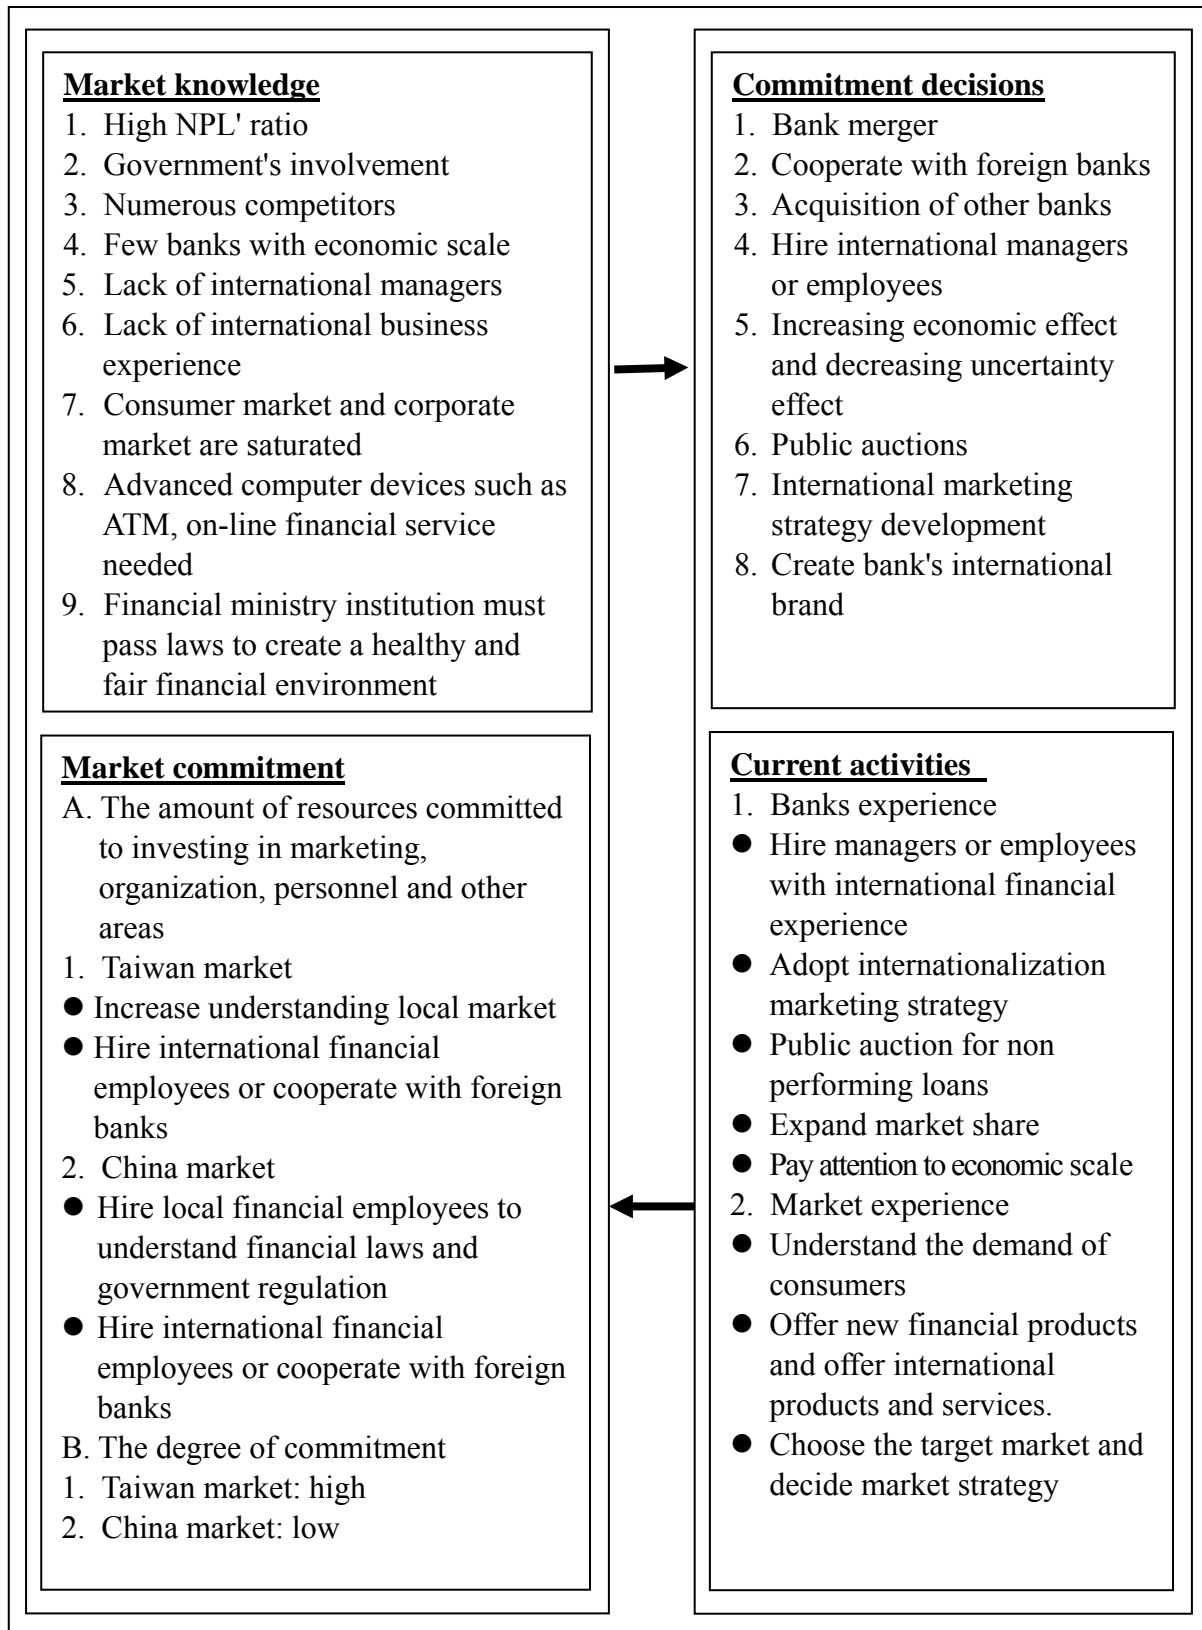 Market knowledge
1. High NPL' ratio
2. Government's involvement
3. Numerous competitors
4. Few banks with economic scale
5. Lack of international managers
6. Lack of international business
experience
7. Consumer market and corporate
market are saturated
8. Advanced computer devices such as
ATM, on-line financial service
needed
9. Financial ministry institution must
pass laws to create a healthy and
fair financial environment
Market commitment
A. The amount of resources committed
to investing in marketing,
organization, personnel and other
areas
1. Taiwan market
● Increase understanding local market
● Hire international financial
employees or cooperate with foreign
banks
2. China market
● Hire local financial employees to
understand financial laws and
government regulation
● Hire international financial
employees or cooperate with foreign
banks
B. The degree of commitment
1. Taiwan market: high
2. China market: low
Commitment decisions
1. Bank merger
2. Cooperate with foreign banks
3. Acquisition of other banks
4. Hire international managers
or employees
5. Increasing economic effect
and decreasing uncertainty
effect
6. Public auctions
7. International marketing
strategy development
8. Create bank's international
brand
Current activities
1. Banks experience
● Hire managers or employees
with international financial
experience
● Adopt internationalization
marketing strategy
● Public auction for non
performing loans
● Expand market share
● Pay attention to economic scale
2. Market experience
● Understand the demand of
consumers
● Offer new financial products
and offer international
products and services.
● Choose the target market and
decide market strategy